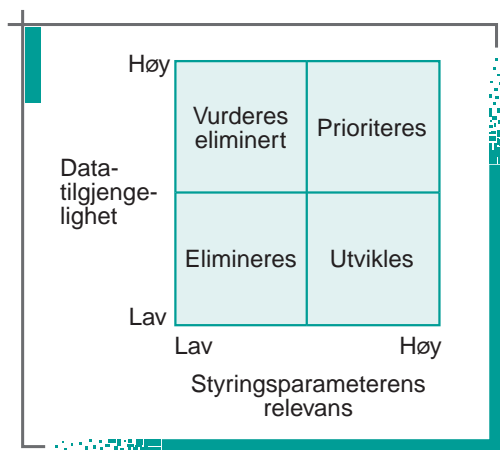 Høy
Vurderes
eliminert
Prioriteres
Data-
tilgjenge-
lighet
Elimineres
Utvikles
Lav
Lav
Høy
Styringsparameterens
relevans